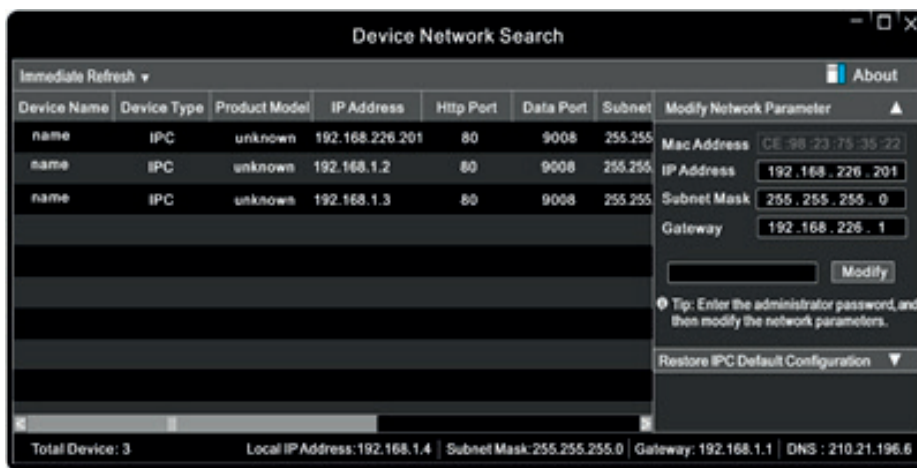 Device Network Search
Immediate Refresh ▾ About
Device Name Device Type Product Model IP Address Http Port Data Port Subnet
name IPC unknown 192.168.226.201 80 9008 255.255
name IPC unknown 192.168.1.2 80 9008 255.255.
name IPC unknown 192.168.1.3 80 9008 255.255.
Modify Network Parameter ▲
Mac Address CE :98 :23 :75 :35 :22
IP Address 192 .168 . 226 . 201
Subnet Mask 255 . 255 . 255 . 0
Gateway 192 .168 . 226 . 1
Modify
Tip: Enter the administrator password, and
then modify the network parameters.
Restore IPC Default Configuration ▼
Total Device: 3 Local IP Address:192.168.1.4 Subnet Mask:255.255.255.0 Gateway: 192.168.1.1 DNS : 210.21.196.6